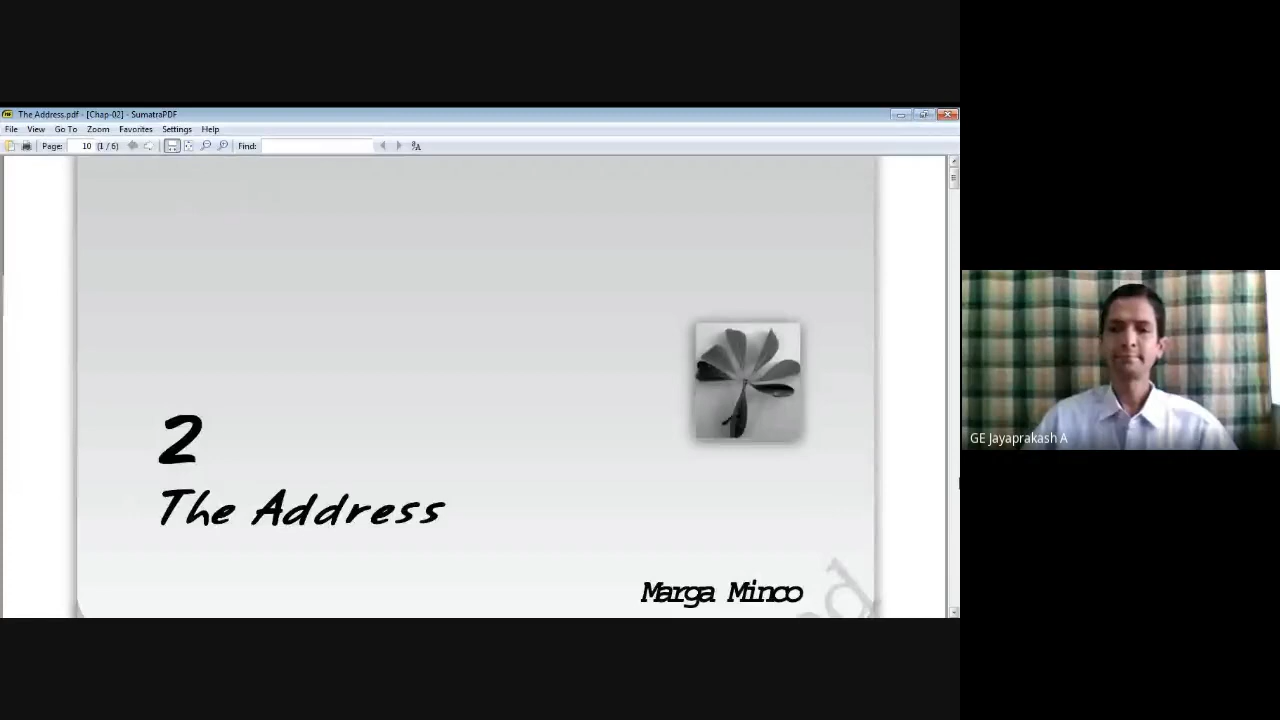 The Address.pdf - [Chap-02] - SumatraPDF
File View Go To Zoom Favorites Settings Help
Page: 10 (1 / 6) Find:
2
The Address
Marga Minco
GE Jayaprakash A